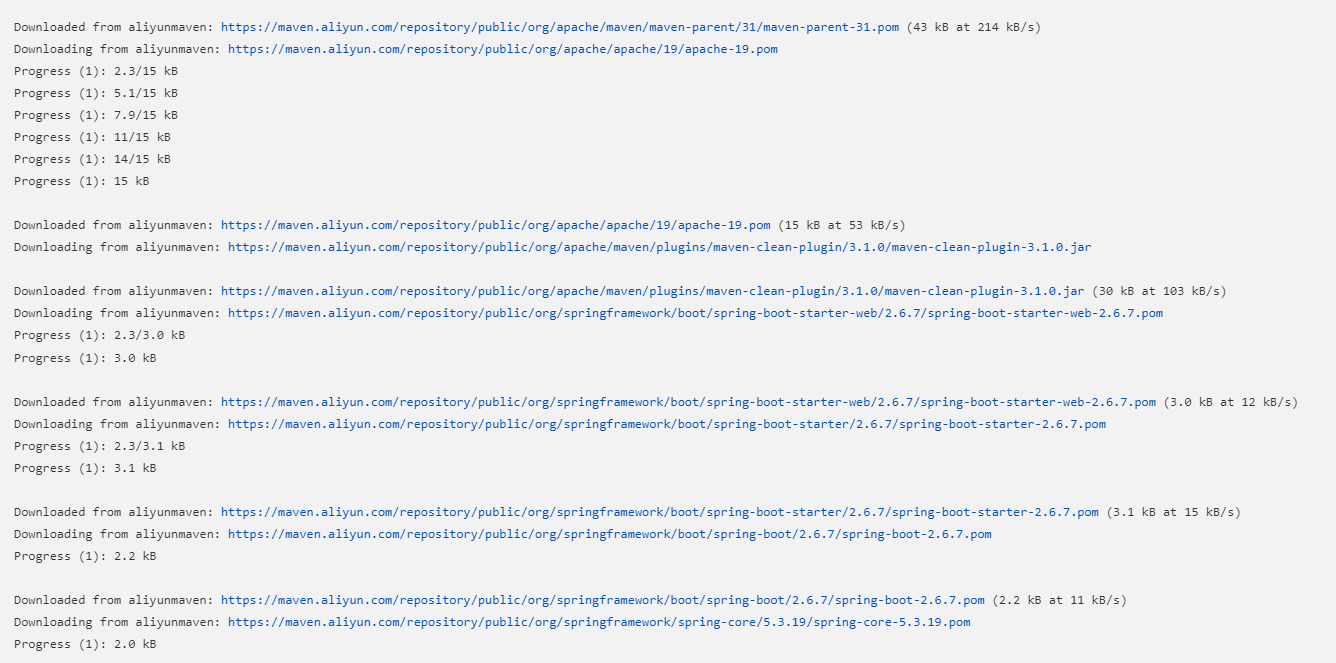 Downloaded from aliyunmaven: https://maven.aliyun.com/repository/public/org/apache/maven/maven-parent/31/maven-parent-31.pom (43 kB at 214 kB/s)
Downloading from aliyunmaven: https://maven.aliyun.com/repository/public/org/apache/apache/19/apache-19.pom
Progress (1): 2.3/15 kB
Progress (1): 5.1/15 kB
Progress (1): 7.9/15 kB
Progress (1): 11/15 kB
Progress (1): 14/15 kB
Progress (1): 15 kB
Downloaded from aliyunmaven: https://maven.aliyun.com/repository/public/org/apache/apache/19/apache-19.pom (15 kB at 53 kB/s)
Downloading from aliyunmaven: https://maven.aliyun.com/repository/public/org/apache/maven/plugins/maven-clean-plugin/3.1.0/maven-clean-plugin-3.1.0.jar
Downloaded from aliyunmaven: https://maven.aliyun.com/repository/public/org/apache/maven/plugins/maven-clean-plugin/3.1.0/maven-clean-plugin-3.1.0.jar (30 kB at 103 kB/s)
Downloading from aliyunmaven: https://maven.aliyun.com/repository/public/org/springframework/boot/spring-boot-starter-web/2.6.7/spring-boot-starter-web-2.6.7.pom
Progress (1): 2.3/3.0 kB
Progress (1): 3.0 kB
Downloaded from aliyunmaven: https://maven.aliyun.com/repository/public/org/springframework/boot/spring-boot-starter-web/2.6.7/spring-boot-starter-web-2.6.7.pom (3.0 kB at 12 kB/s)
Downloading from aliyunmaven: https://maven.aliyun.com/repository/public/org/springframework/boot/spring-boot-starter/2.6.7/spring-boot-starter-2.6.7.pom
Progress (1): 2.3/3.1 kB
Progress (1): 3.1 kB
Downloaded from aliyunmaven: https://maven.aliyun.com/repository/public/org/springframework/boot/spring-boot-starter/2.6.7/spring-boot-starter-2.6.7.pom (3.1 kB at 15 kB/s)
Downloading from aliyunmaven: https://maven.aliyun.com/repository/public/org/springframework/boot/spring-boot/2.6.7/spring-boot-2.6.7.pom
Progress (1): 2.2 kB
Downloaded from aliyunmaven: https://maven.aliyun.com/repository/public/org/springframework/boot/spring-boot/2.6.7/spring-boot-2.6.7.pom (2.2 kB at 11 kB/s)
Downloading from aliyunmaven: https://maven.aliyun.com/repository/public/org/springframework/spring-core/5.3.19/spring-core-5.3.19.pom
Progress (1): 2.0 kB